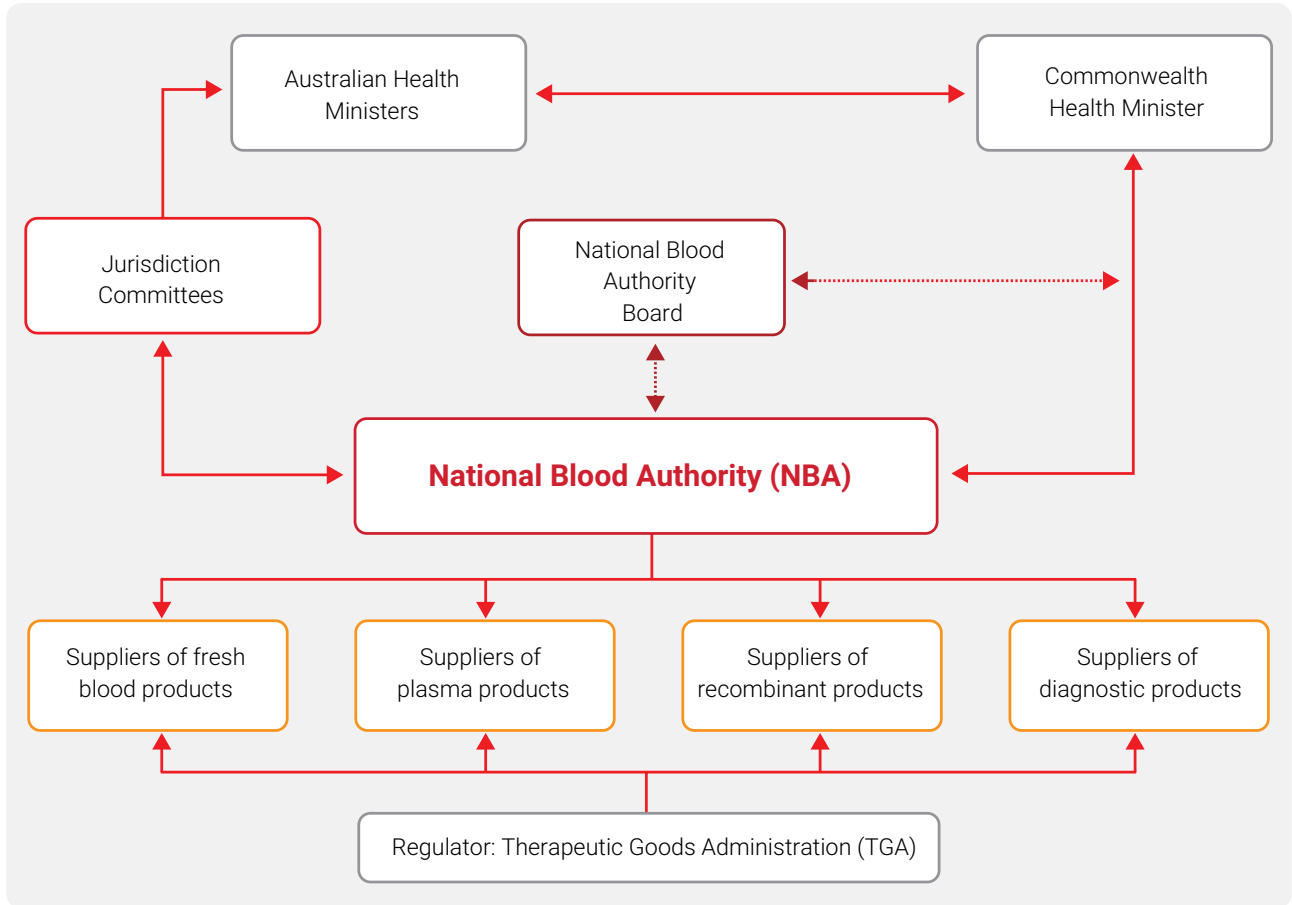 Australian Health
Ministers
Commonwealth
Health Minister
Jurisdiction
Committees
National Blood
Authority
Board
National Blood Authority (NBA)
Suppliers of fresh
blood products
Suppliers of
plasma products
Suppliers of
recombinant products
Suppliers of
diagnostic products
Regulator: Therapeutic Goods Administration (TGA)